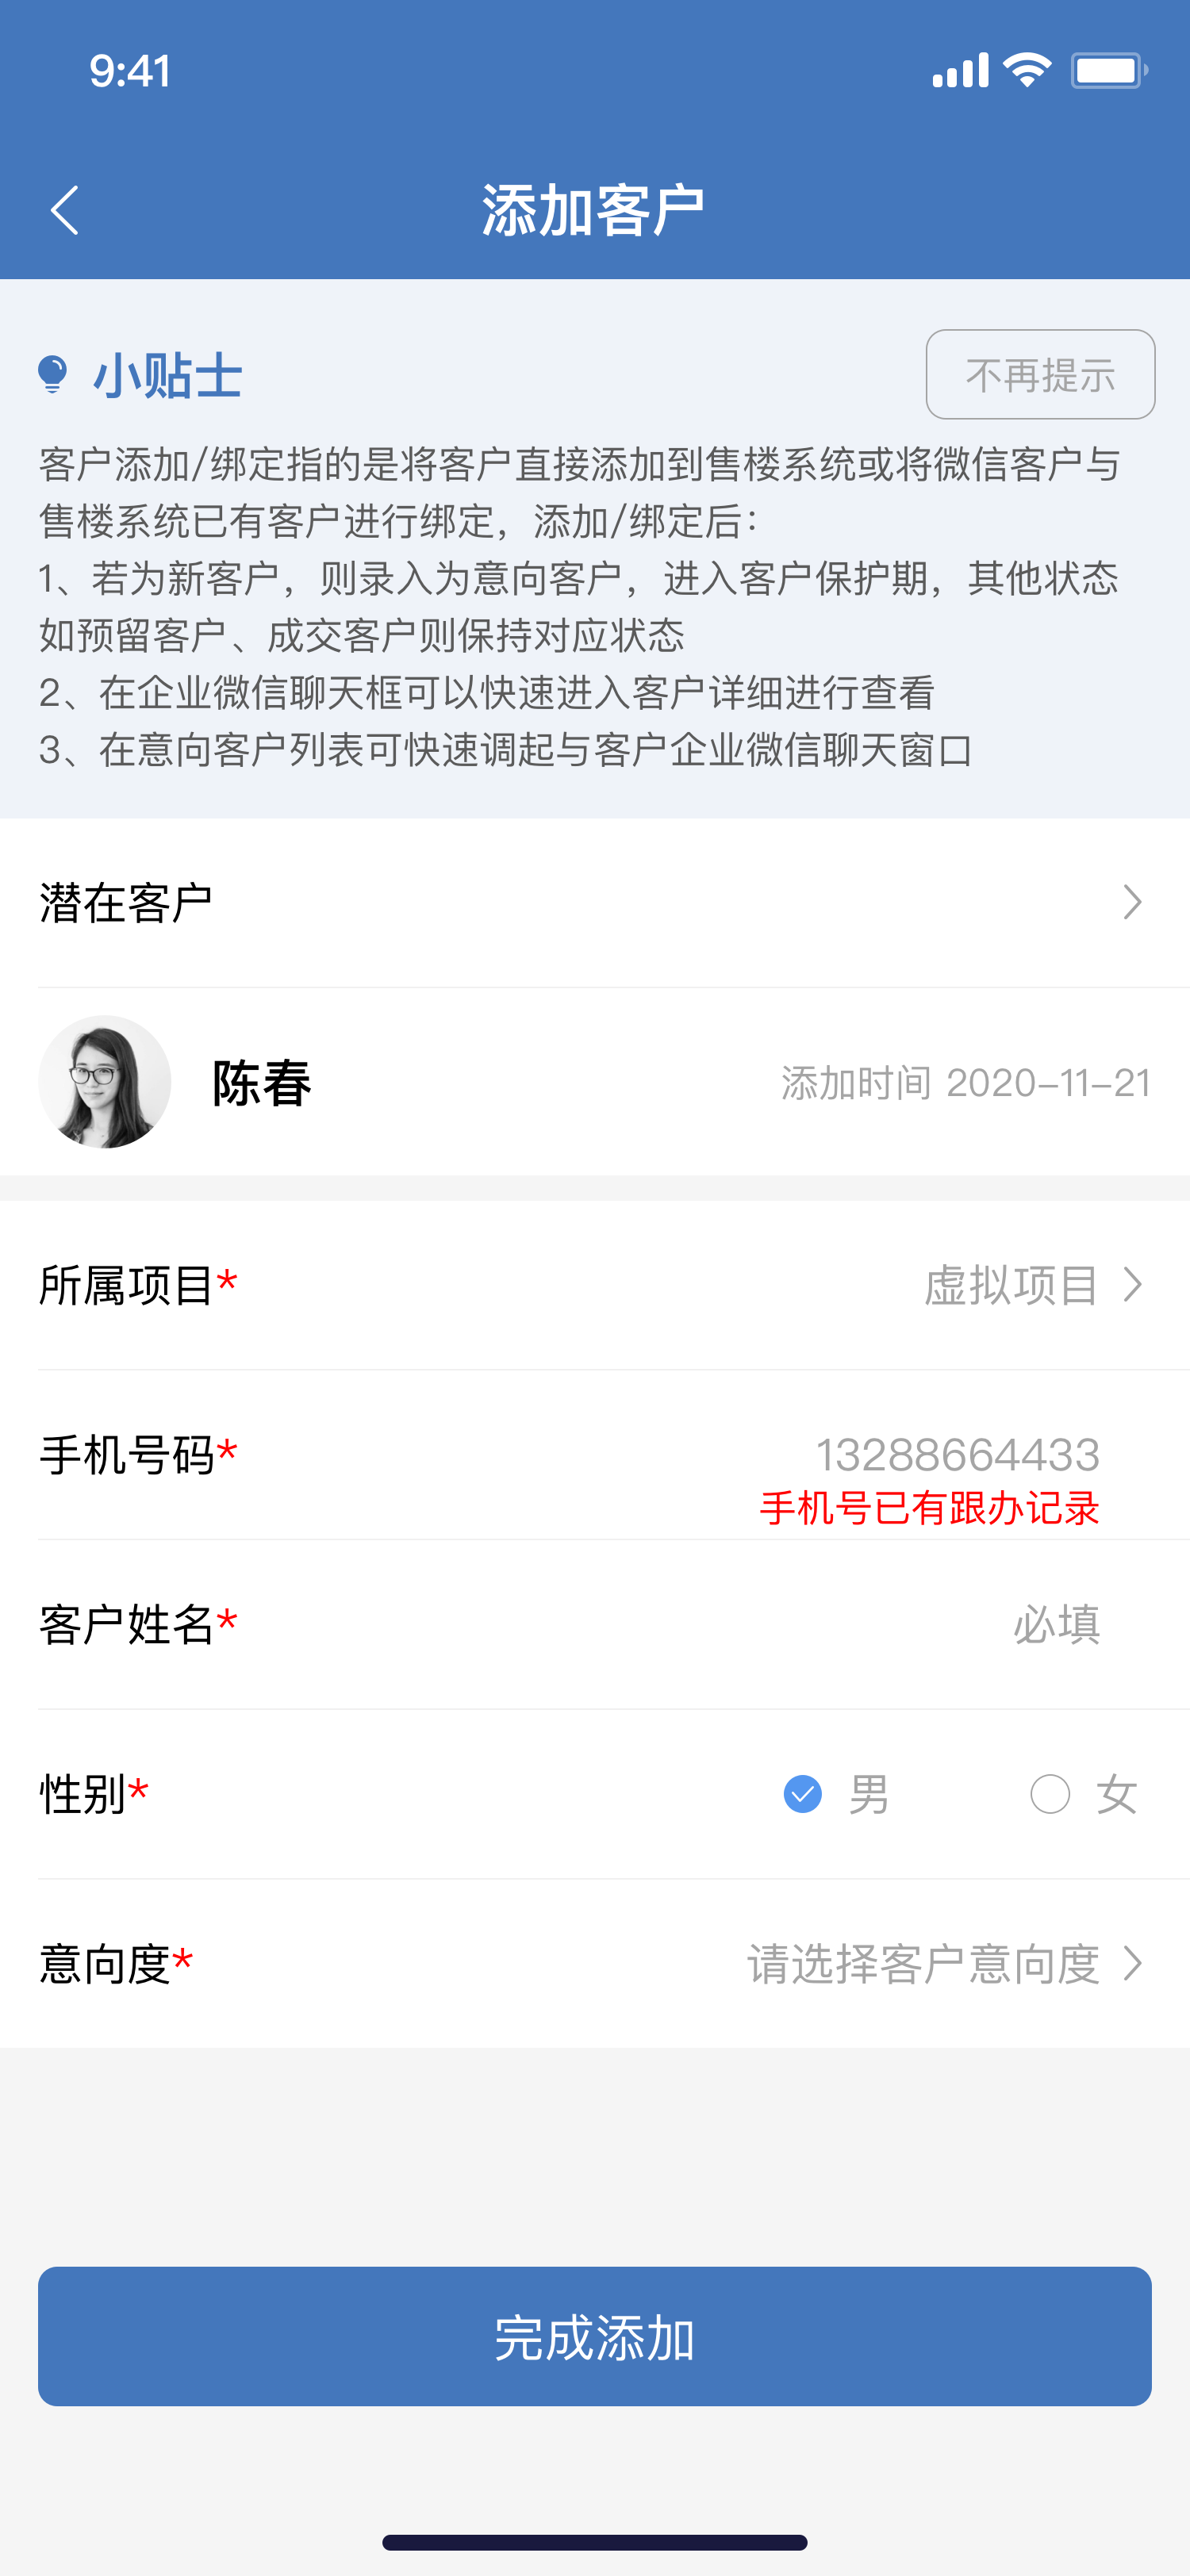 9:41
添加客户
小贴士
不再提示
客户添加/绑定指的是将客户直接添加到售楼系统或将微信客户与
售楼系统已有客户进行绑定，添加/绑定后：
1、若为新客户，则录入为意向客户，进入客户保护期，其他状态
如预留客户、成交客户则保持对应状态
2、在企业微信聊天框可以快速进入客户详细进行查看
3、在意向客户列表可快速调起与客户企业微信聊天窗口
潜在客户
陈春
添加时间 2020-11-21
所属项目*
虚拟项目
手机号码*
13288664433
手机号已有跟办记录
客户姓名*
必填
性别*
男
女
意向度*
请选择客户意向度
完成添加